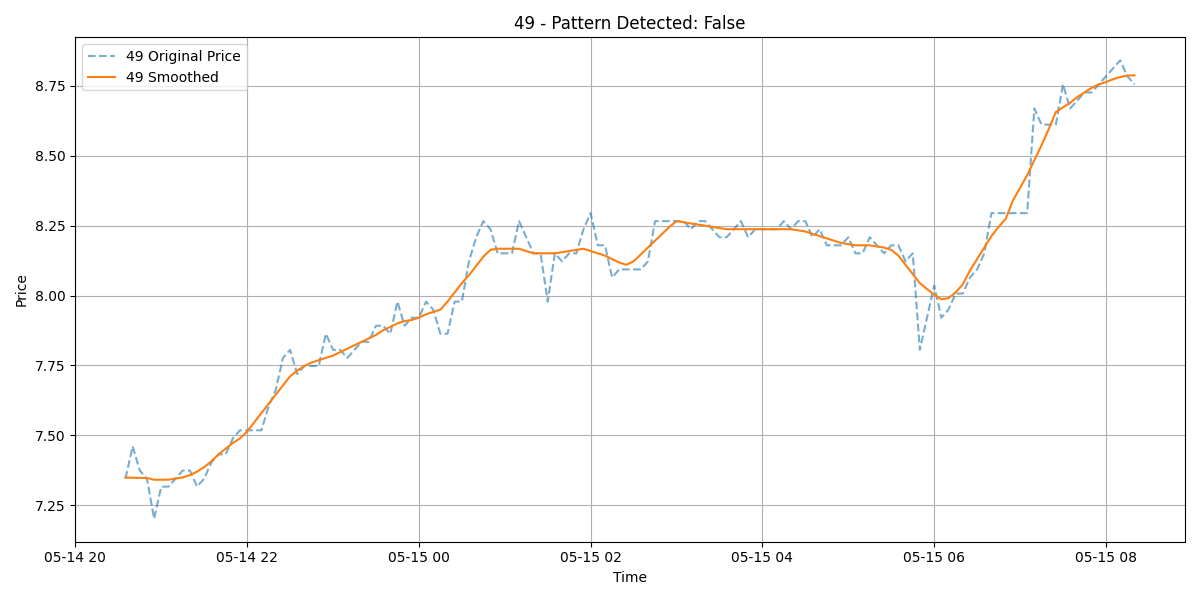 49 - Pattern Detected: False
49 Original Price
49 Smoothed
Price
8.75
8.50
8.25
8.00
7.75
7.50
7.25
05-14 20
05-14 22
05-15 00
05-15 02
05-15 04
05-15 06
05-15 08
Time